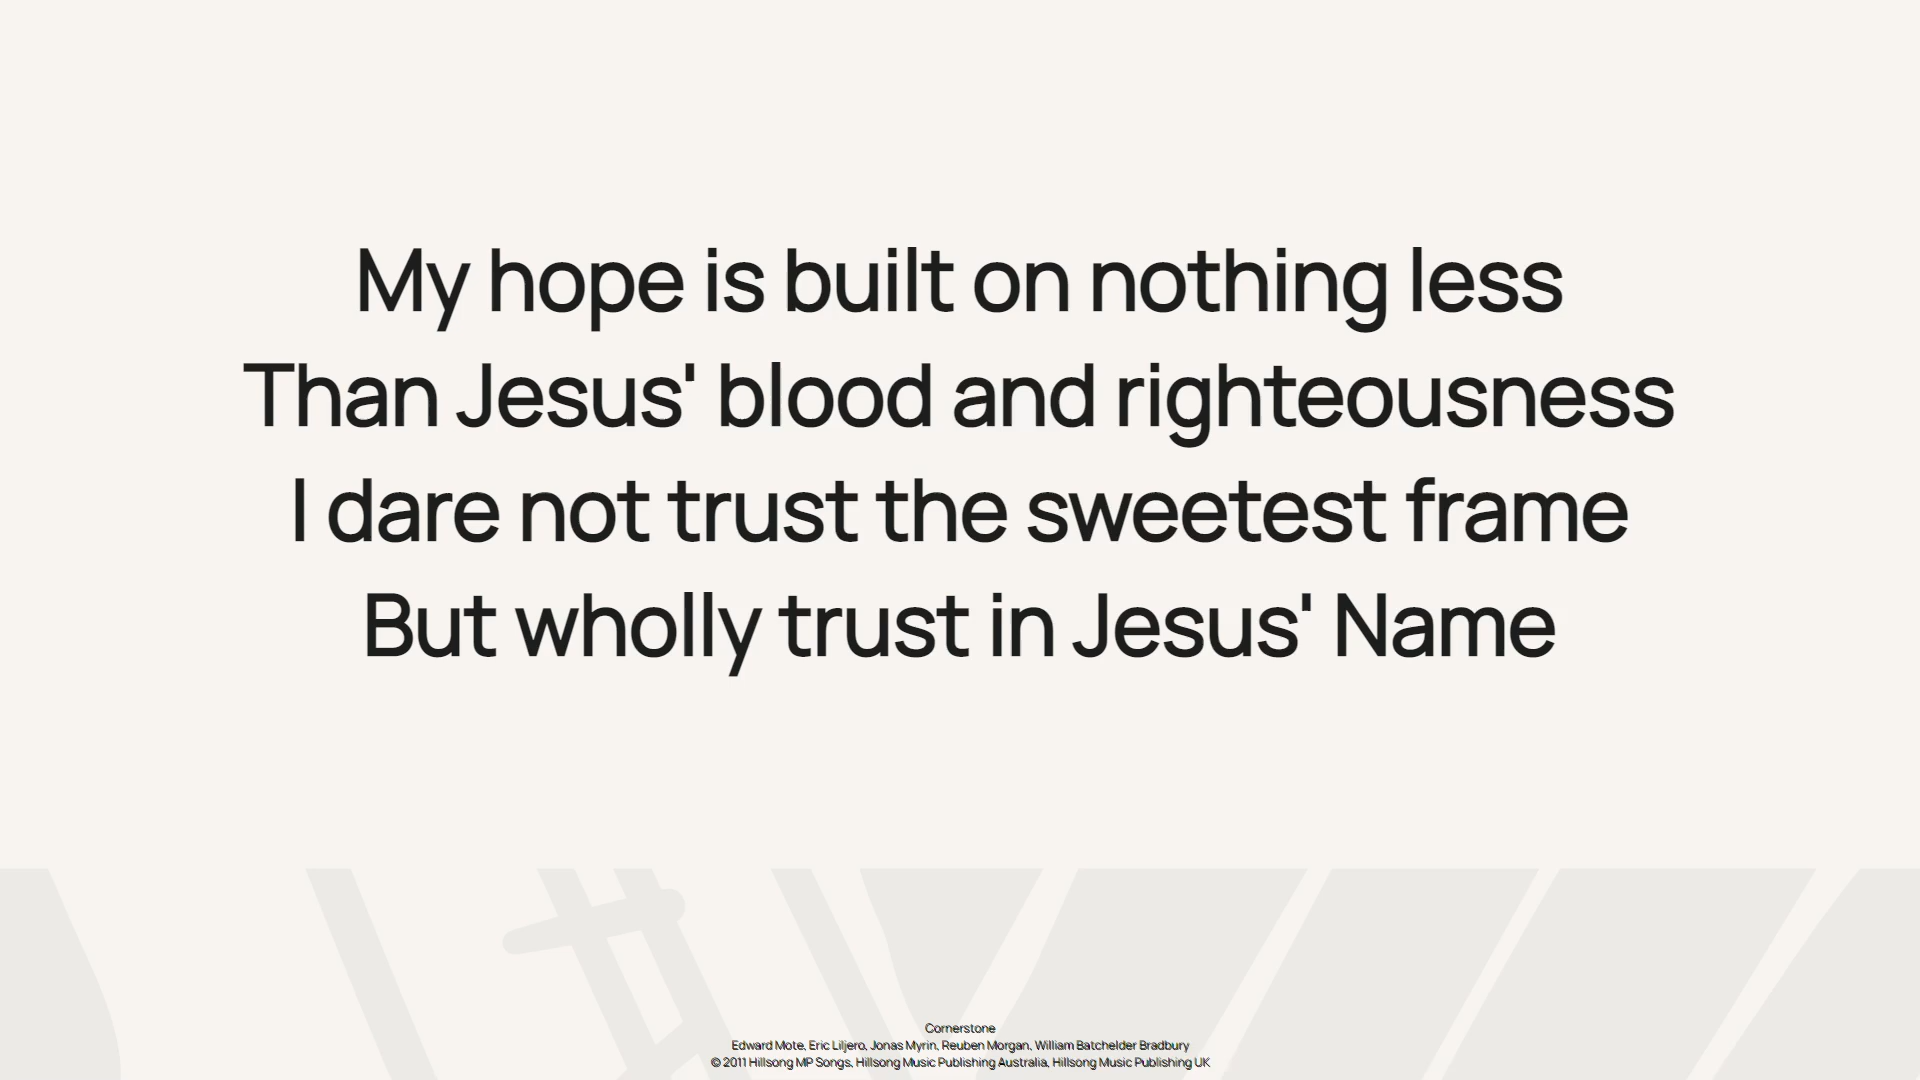 My hope is built on nothing less
Than Jesus' blood and righteousness
I dare not trust the sweetest frame
But wholly trust in Jesus' Name
Cornerstone
Edward Mote, Eric Liljero, Jonas Myrin, Reuben Morgan, William Batchelder Bradbury
© 2011 Hillsong MP Songs, Hillsong Music Publishing Australia, Hillsong Music Publishing UK